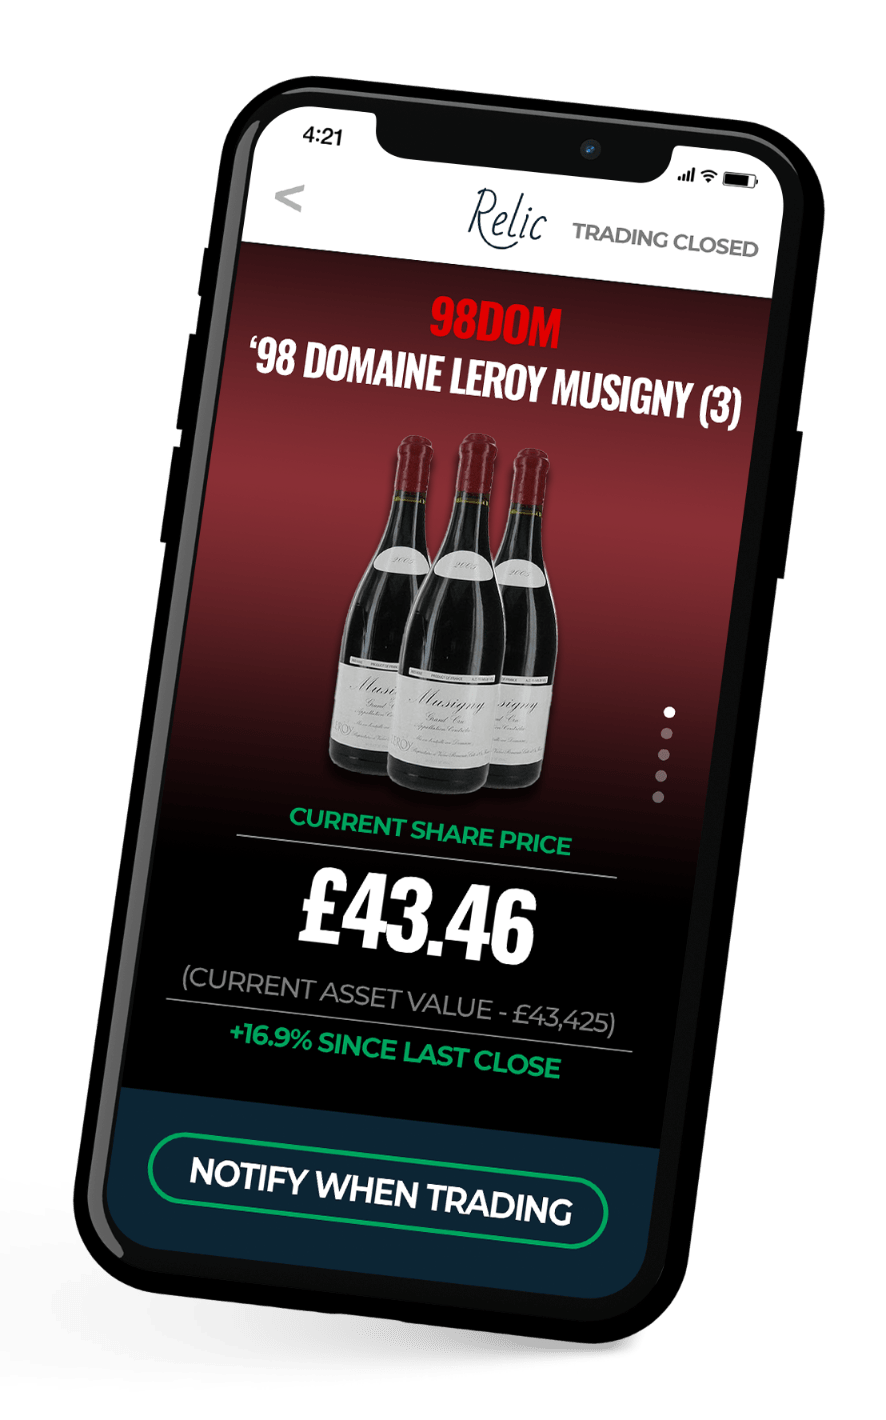 4:21
<
Relic
TRADING CLOSED
98DOM
‘98 DOMAINE LEROY MUSIGNY (3)
2005
Musigny
Grand Cru
CURRENT SHARE PRICE
£43.46
(CURRENT ASSET VALUE - £43,425)
+16.9% SINCE LAST CLOSE
NOTIFY WHEN TRADING